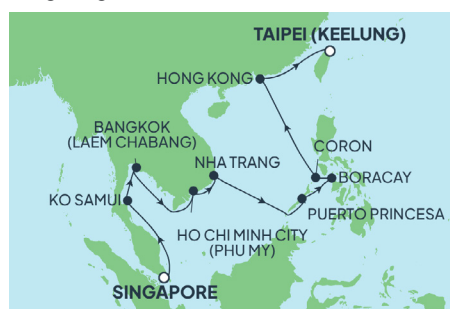 TAIPEI (KEELUNG)
HONG KONG
BANGKOK
(LAEM CHABANG)
CORON
NHA TRANG
BORACAY
KO SAMUI
PUERTO PRINCESA
HO CHI MINH CITY
(PHU MY)
SINGAPORE